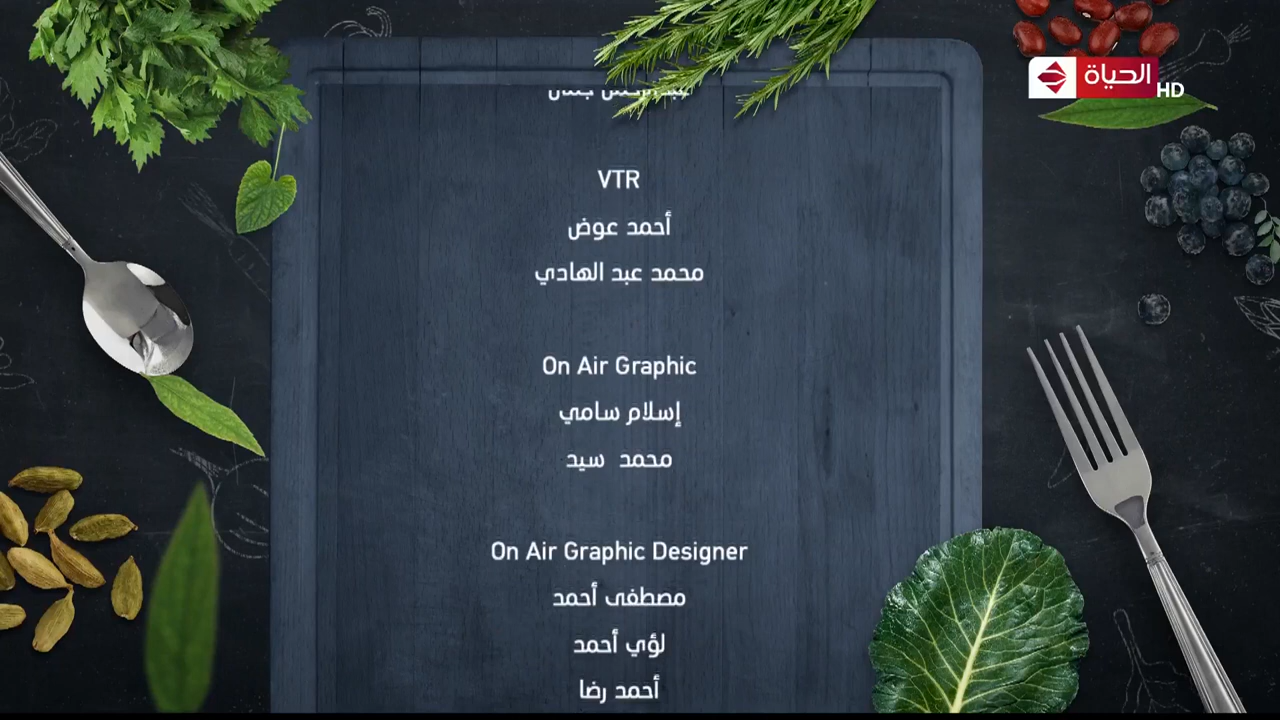 الحياة
HD
VTR
أحمد عوض
محمد عبد الهادي
On Air Graphic
إسلام سامي
محمد سيد
On Air Graphic Designer
مصطفى أحمد
لؤي أحمد
أحمد رضا